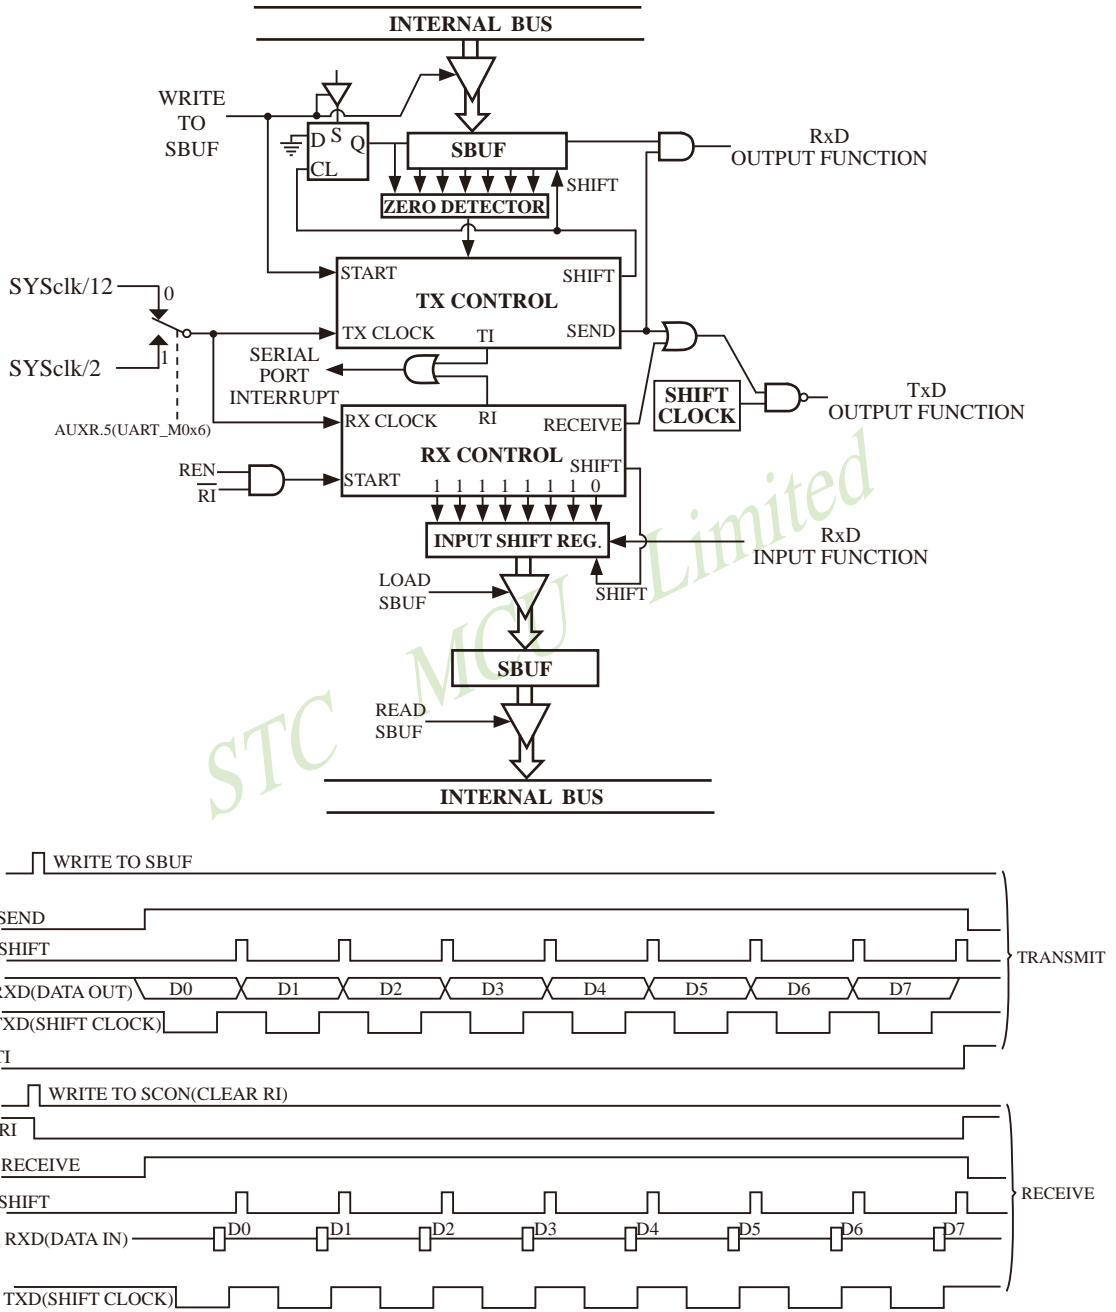 INTERNAL BUS
WRITE
TO
SBUF
D S Q
CL
SBUF
SHIFT
ZERO DETECTOR
RxD
OUTPUT FUNCTION
START
SHIFT
TX CONTROL
TX CLOCK
TI
SEND
SYSclk/12
0
SYSclk/2
1
AUXR.5(UART_M0x6)
SERIAL
PORT
INTERRUPT
SHIFT
CLOCK
TxD
OUTPUT FUNCTION
RX CLOCK
RI
RECEIVE
RX CONTROL
SHIFT
START
1 1 1 1 1 1 1 0
REN
RI
INPUT SHIFT REG.
RxD
INPUT FUNCTION
SHIFT
LOAD
SBUF
SBUF
READ
SBUF
INTERNAL BUS
STC MCU Limited
WRITE TO SBUF
SEND
SHIFT
RXD(DATA OUT) D0 D1 D2 D3 D4 D5 D6 D7
TXD(SHIFT CLOCK)
TI
TRANSMIT
WRITE TO SCON(CLEAR RI)
RI
RECEIVE
SHIFT
RXD(DATA IN) D0 D1 D2 D3 D4 D5 D6 D7
TXD(SHIFT CLOCK)
RECEIVE